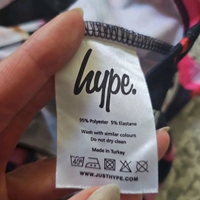 hype.
95% Polyester 5% Elastane
Wash with similar colours
Do not dry clean
Made in Turkey
WWW.JUSTHYPE.COM